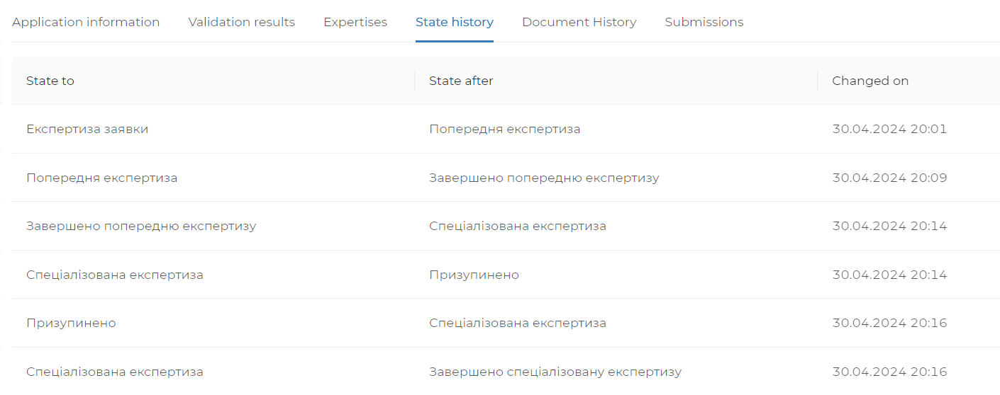 Application information Validation results Expertises State history Document History Submissions
State to State after Changed on
Експертиза заявки Попередня експертиза 30.04.2024 20:01
Попередня експертиза Завершено попередню експертизу 30.04.2024 20:09
Завершено попередню експертизу Спеціалізована експертиза 30.04.2024 20:14
Спеціалізована експертиза Призупинено 30.04.2024 20:14
Призупинено Спеціалізована експертиза 30.04.2024 20:16
Спеціалізована експертиза Завершено спеціалізовану експертизу 30.04.2024 20:16